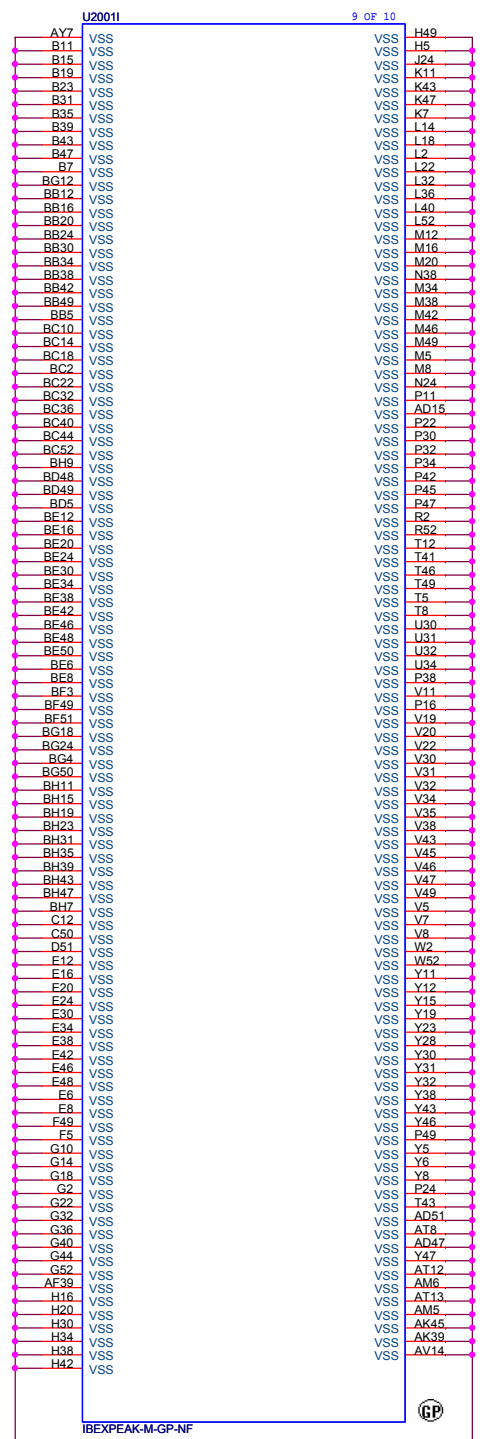 U2001I 9 OF 10
AY7 VSS VSS H49
B11 VSS VSS H5
B15 VSS VSS J24
B19 VSS VSS K11
B23 VSS VSS K43
B31 VSS VSS K47
B35 VSS VSS K7
B39 VSS VSS L14
B43 VSS VSS L18
B47 VSS VSS L2
B7 VSS VSS L22
BG12 VSS VSS L32
BB12 VSS VSS L36
BB16 VSS VSS L40
BB20 VSS VSS L52
BB24 VSS VSS M12
BB30 VSS VSS M16
BB34 VSS VSS M20
BB38 VSS VSS N38
BB42 VSS VSS M34
BB49 VSS VSS M38
BB5 VSS VSS M42
BC10 VSS VSS M46
BC14 VSS VSS M49
BC18 VSS VSS M5
BC2 VSS VSS M8
BC22 VSS VSS N24
BC32 VSS VSS P11
BC36 VSS VSS AD15
BC40 VSS VSS P22
BC44 VSS VSS P30
BC52 VSS VSS P32
BH9 VSS VSS P34
BD48 VSS VSS P42
BD49 VSS VSS P45
BD5 VSS VSS P47
BE12 VSS VSS R2
BE16 VSS VSS R52
BE20 VSS VSS T12
BE24 VSS VSS T41
BE30 VSS VSS T46
BE34 VSS VSS T49
BE38 VSS VSS T5
BE42 VSS VSS T8
BE46 VSS VSS U30
BE48 VSS VSS U31
BE50 VSS VSS U32
BE6 VSS VSS U34
BE8 VSS VSS P38
BF3 VSS VSS V11
BF49 VSS VSS P16
BF51 VSS VSS V19
BG18 VSS VSS V20
BG24 VSS VSS V22
BG4 VSS VSS V30
BG50 VSS VSS V31
BH11 VSS VSS V32
BH15 VSS VSS V34
BH19 VSS VSS V35
BH23 VSS VSS V38
BH31 VSS VSS V43
BH35 VSS VSS V45
BH39 VSS VSS V46
BH43 VSS VSS V47
BH47 VSS VSS V49
BH7 VSS VSS V5
C12 VSS VSS V7
C50 VSS VSS V8
D51 VSS VSS W2
E12 VSS VSS W52
E16 VSS VSS Y11
E20 VSS VSS Y12
E24 VSS VSS Y15
E30 VSS VSS Y19
E34 VSS VSS Y23
E38 VSS VSS Y28
E42 VSS VSS Y30
E46 VSS VSS Y31
E48 VSS VSS Y32
E6 VSS VSS Y38
E8 VSS VSS Y43
F49 VSS VSS Y46
F5 VSS VSS P49
G10 VSS VSS Y5
G14 VSS VSS Y6
G18 VSS VSS Y8
G2 VSS VSS P24
G22 VSS VSS T43
G32 VSS VSS AD51
G36 VSS VSS AT8
G40 VSS VSS AD47
G44 VSS VSS Y47
G52 VSS VSS AT12
AF39 VSS VSS AM6
H16 VSS VSS AT13
H20 VSS VSS AM5
H30 VSS VSS AK45
H34 VSS VSS AK39
H38 VSS VSS AV14
H42 VSS
GP
IBEXPEAK-M-GP-NF